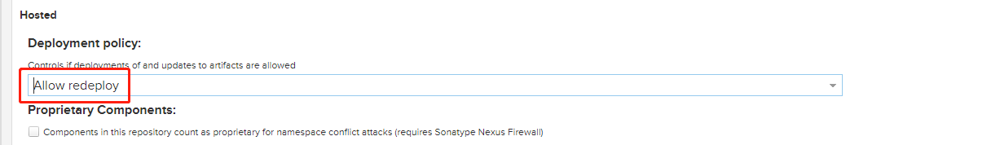 Hosted
Deployment policy:
Controls if deployments of and updates to artifacts are allowed
Allow redeploy
Proprietary Components:
Components in this repository count as proprietary for namespace conflict attacks (requires Sonatype Nexus Firewall)